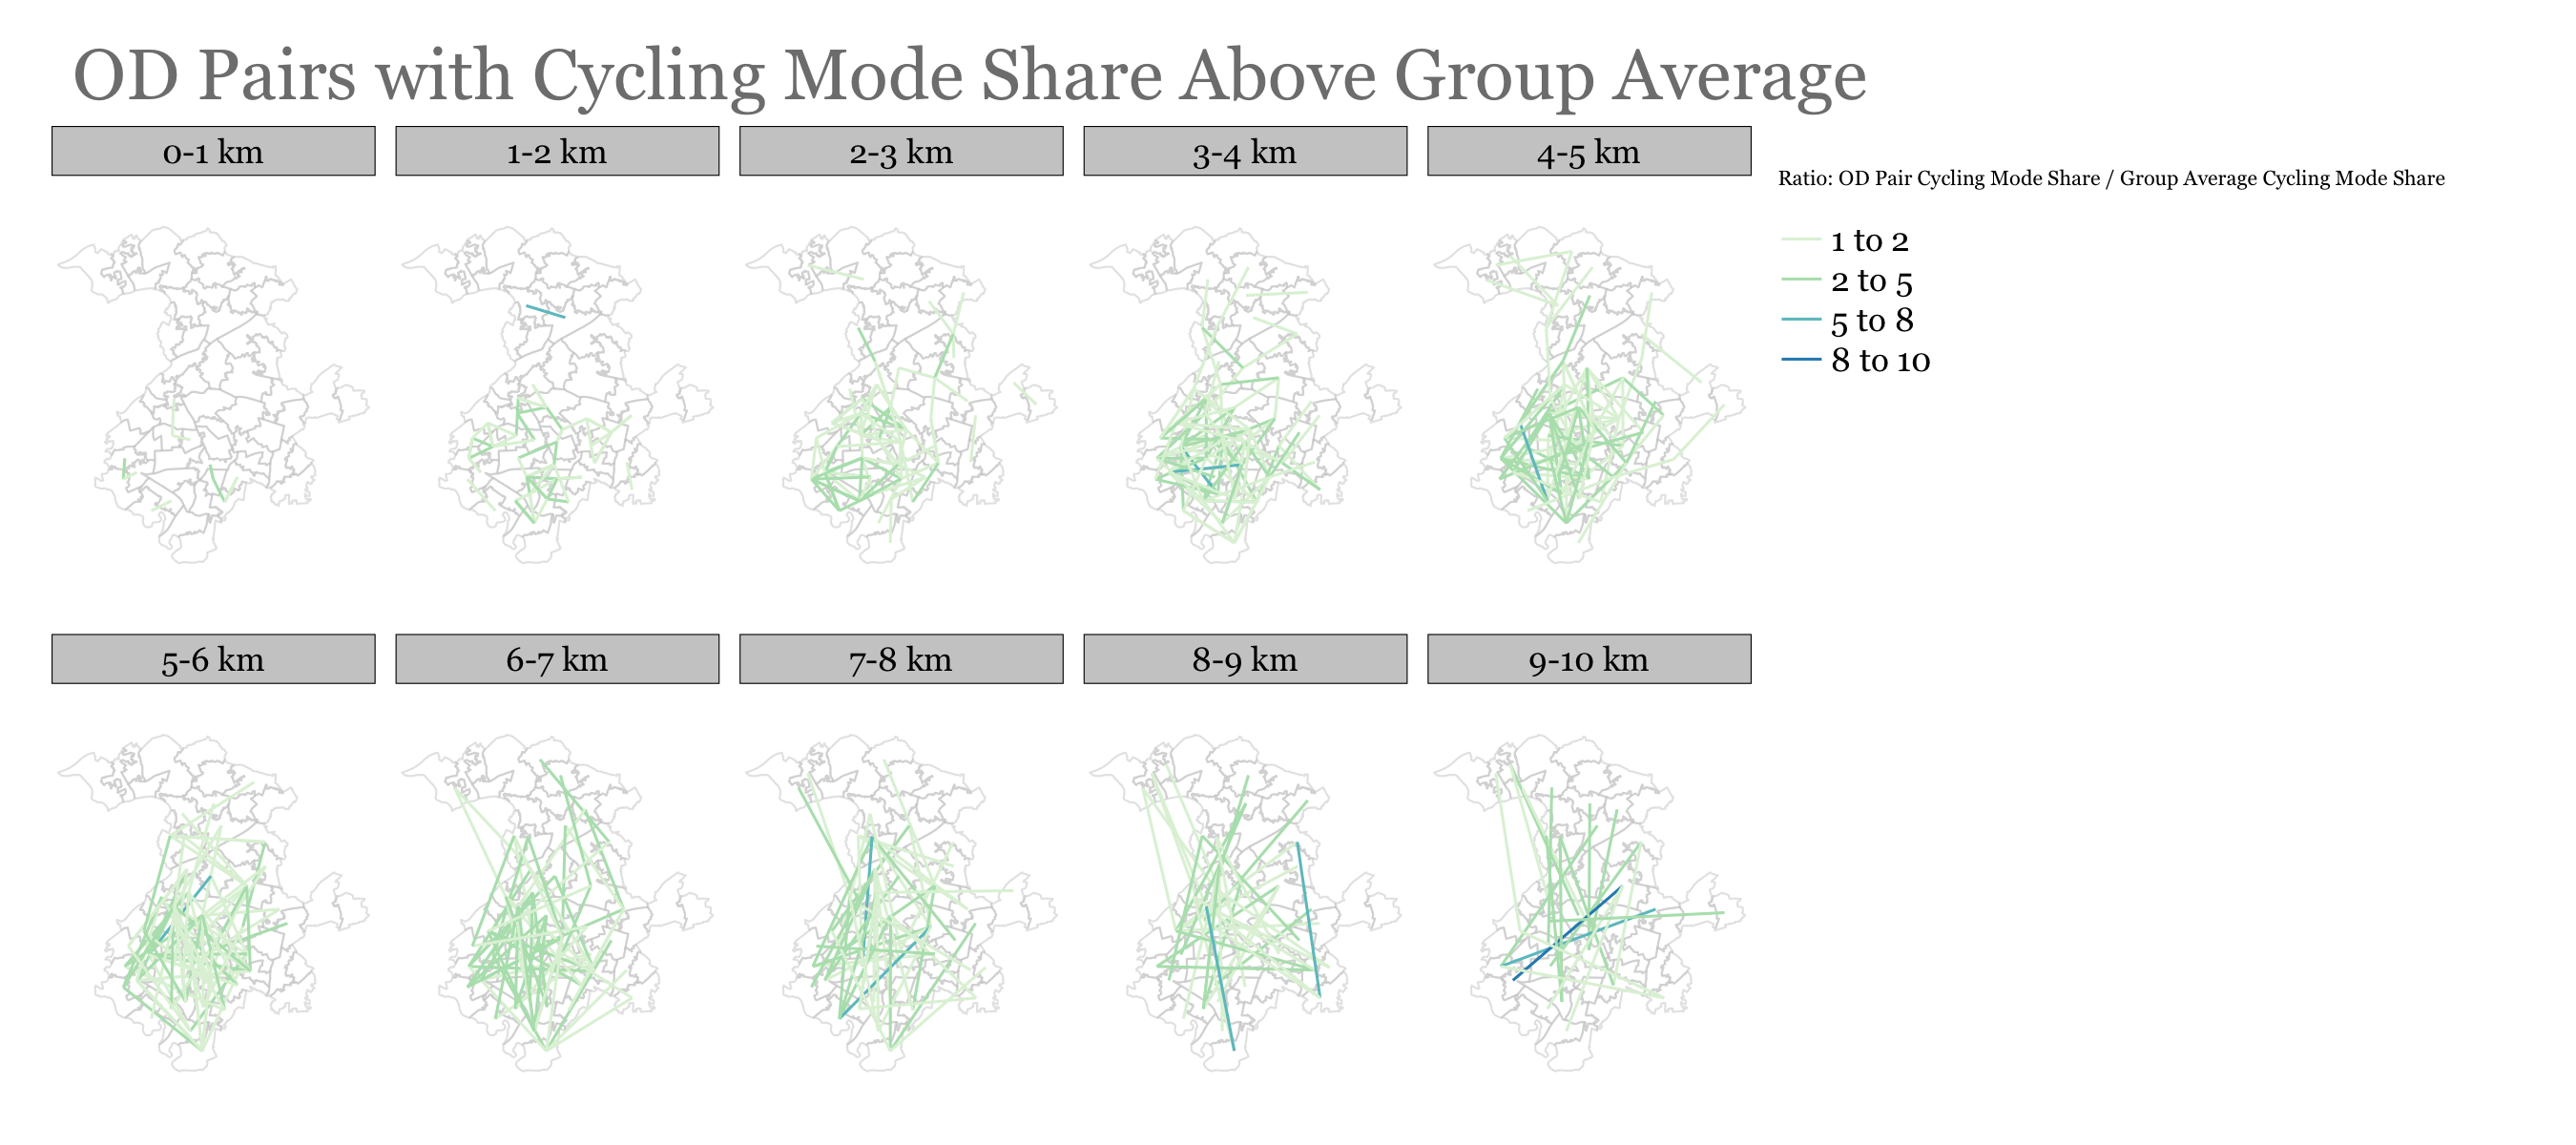 OD Pairs with Cycling Mode Share Above Group Average
0-1 km
1-2 km
2-3 km
3-4 km
4-5 km
Ratio: OD Pair Cycling Mode Share / Group Average Cycling Mode Share
1 to 2
2 to 5
5 to 8
8 to 10
5-6 km
6-7 km
7-8 km
8-9 km
9-10 km